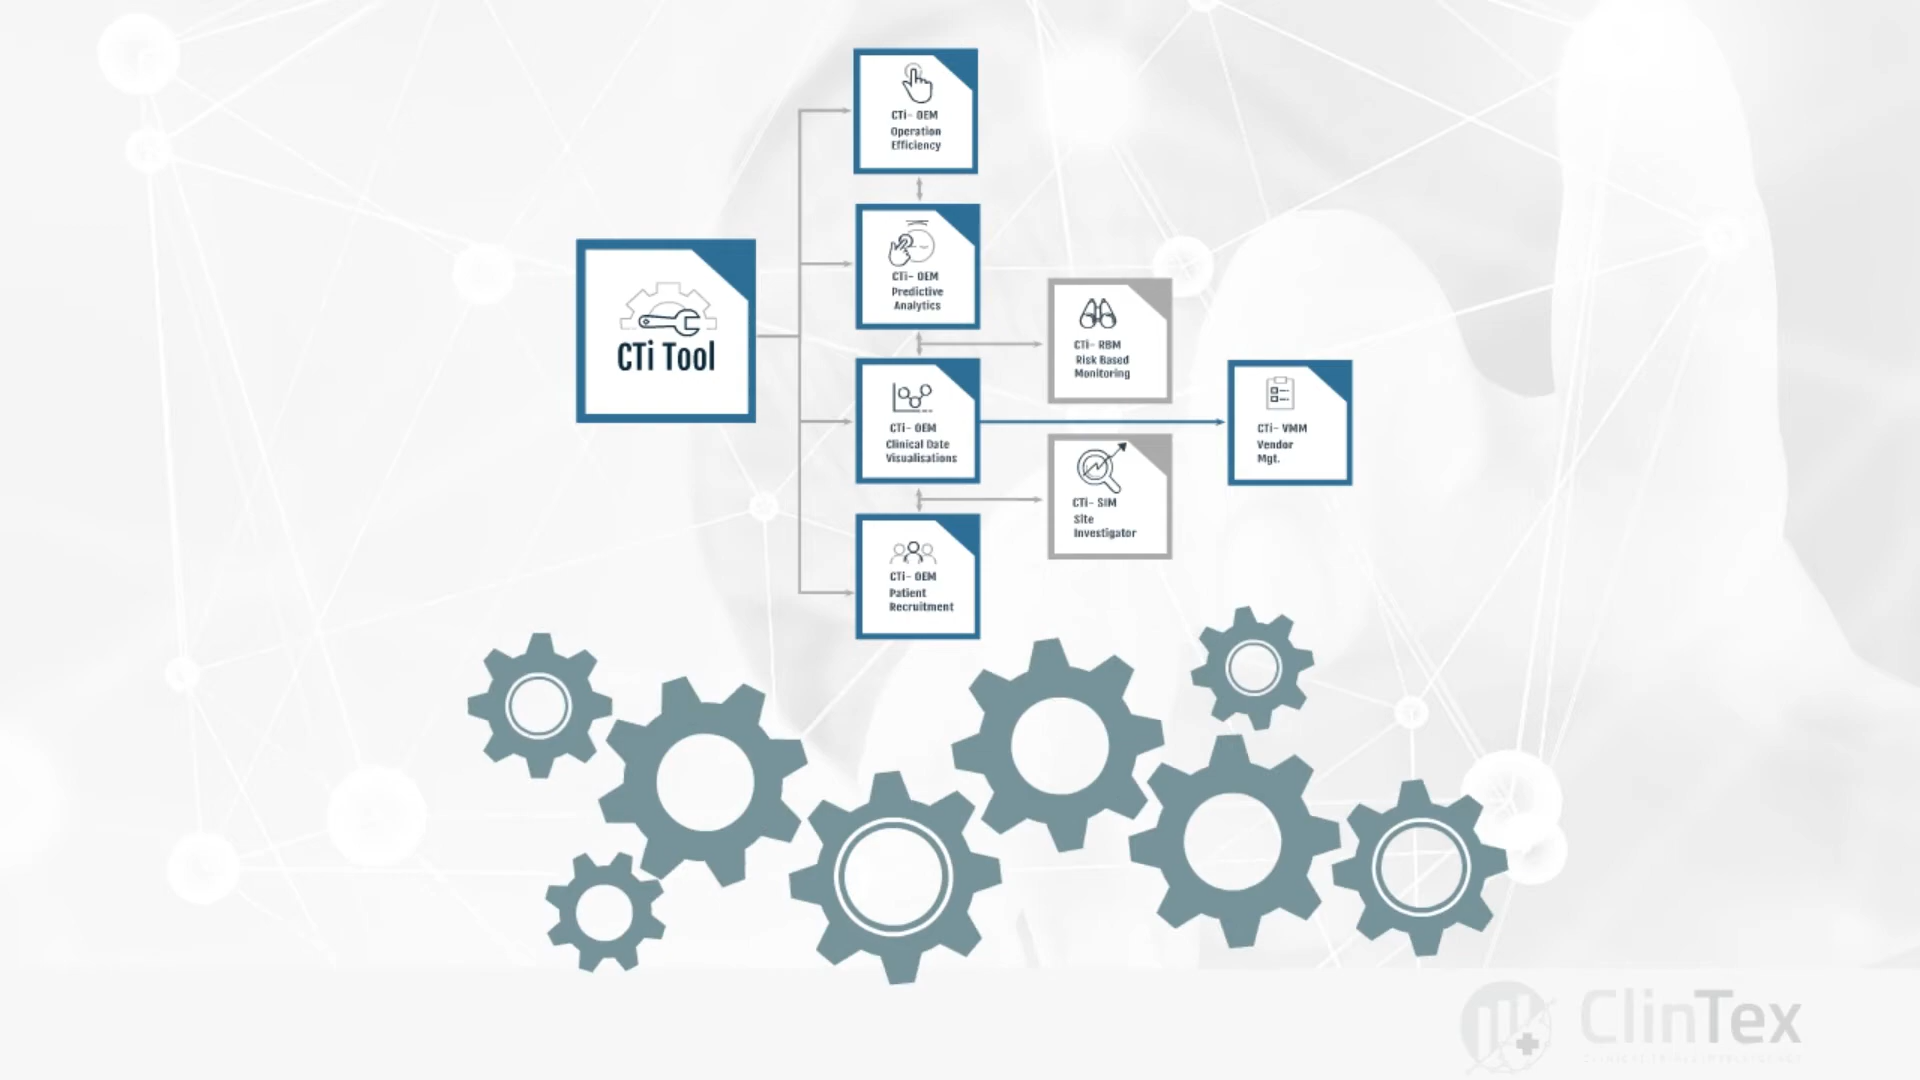 CTi- OEM
Operation
Efficiency
CTi- OEM
Predictive
Analytics
CTi Tool
CTi- RBM
Risk Based
Monitoring
CTi- OEM
Clinical Date
Visualisations
CTi- VMM
Vendor
Mgt.
CTi- SIM
Site
Investigator
CTi- OEM
Patient
Recruitment
ClinTex